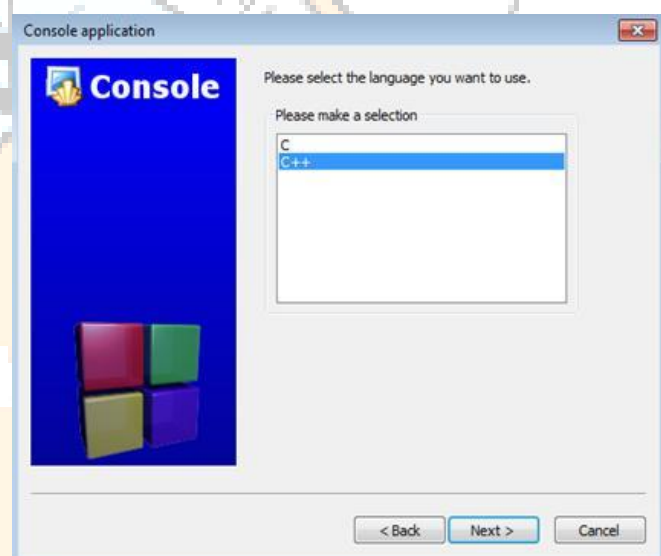 Console application
Console
Please select the language you want to use.
Please make a selection
C
C++
< Back
Next >
Cancel